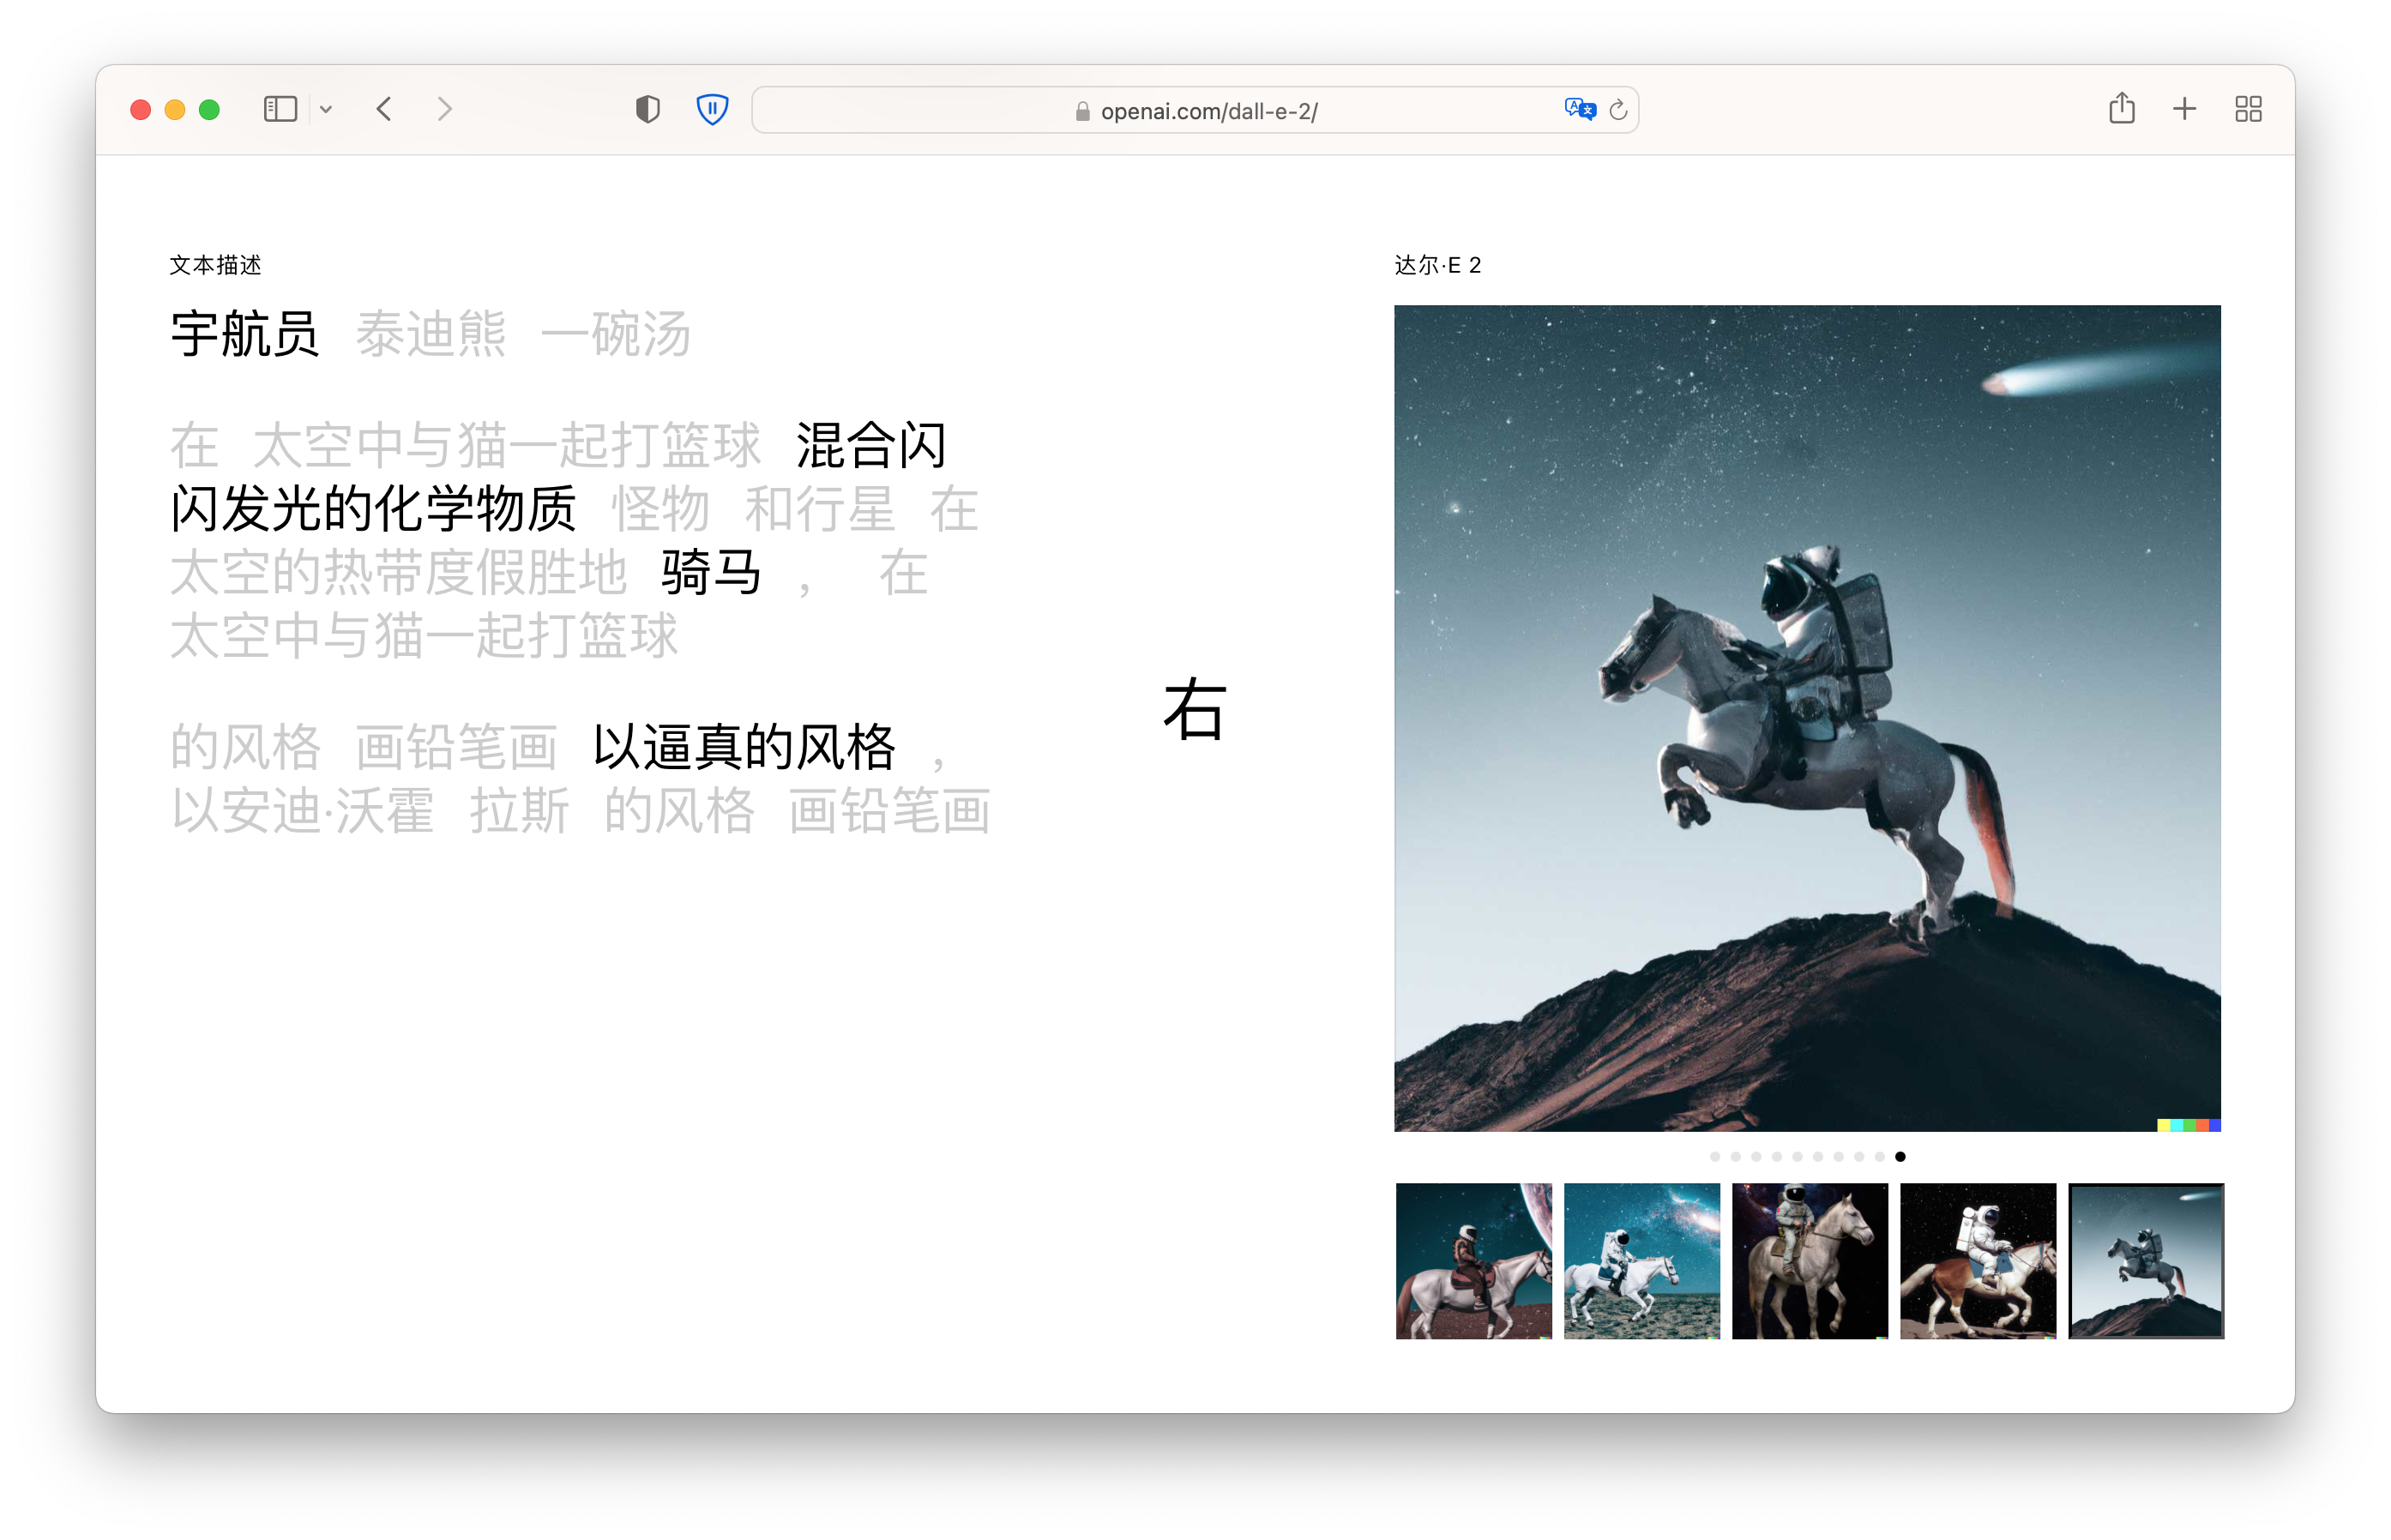 openai.com/dall-e-2/
文本描述
宇航员 泰迪熊 一碗汤
在 太空中与猫一起打篮球 混合闪
闪发光的化学物质 怪物 和行星 在
太空的热带度假胜地 骑马 ， 在
太空中与猫一起打篮球
的风格 画铅笔画 以逼真的风格 ，
以安迪·沃霍 拉斯 的风格 画铅笔画
右
达尔·E 2